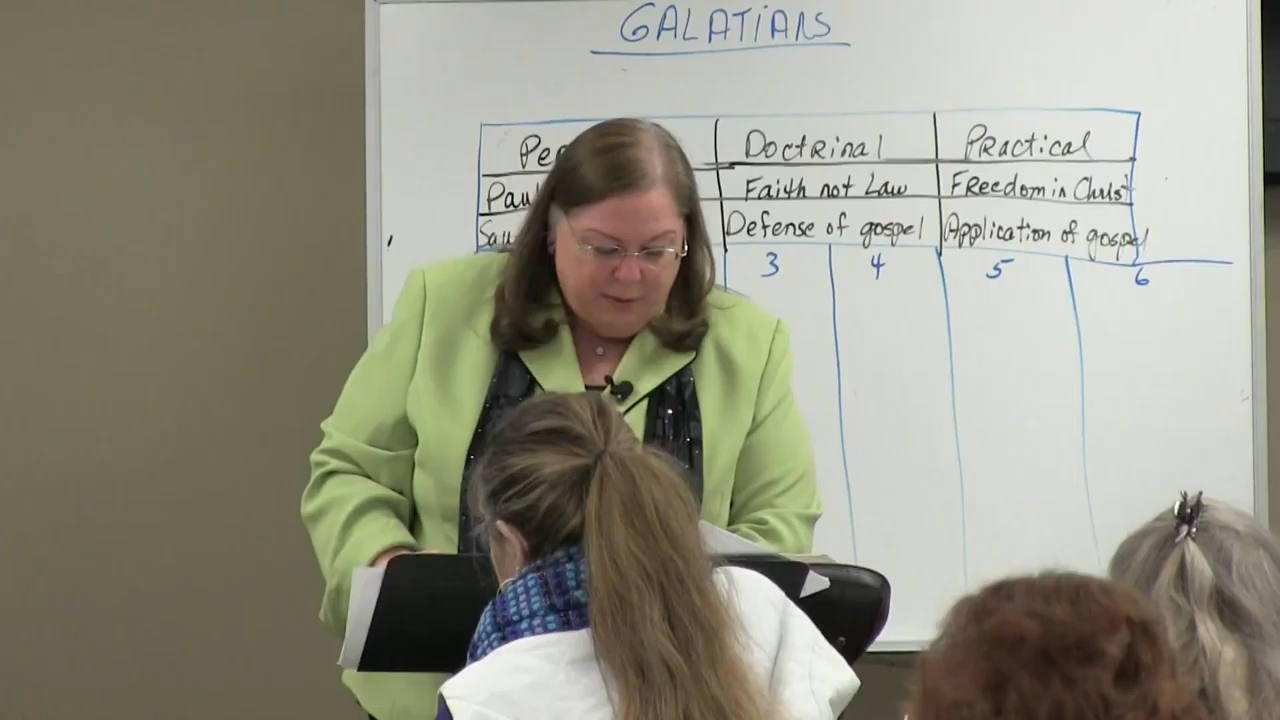 GALATIANS
Doctrinal Practical
Faith not Law Freedom in Christ
Defense of gospel Application of gospel
3 4 5 6